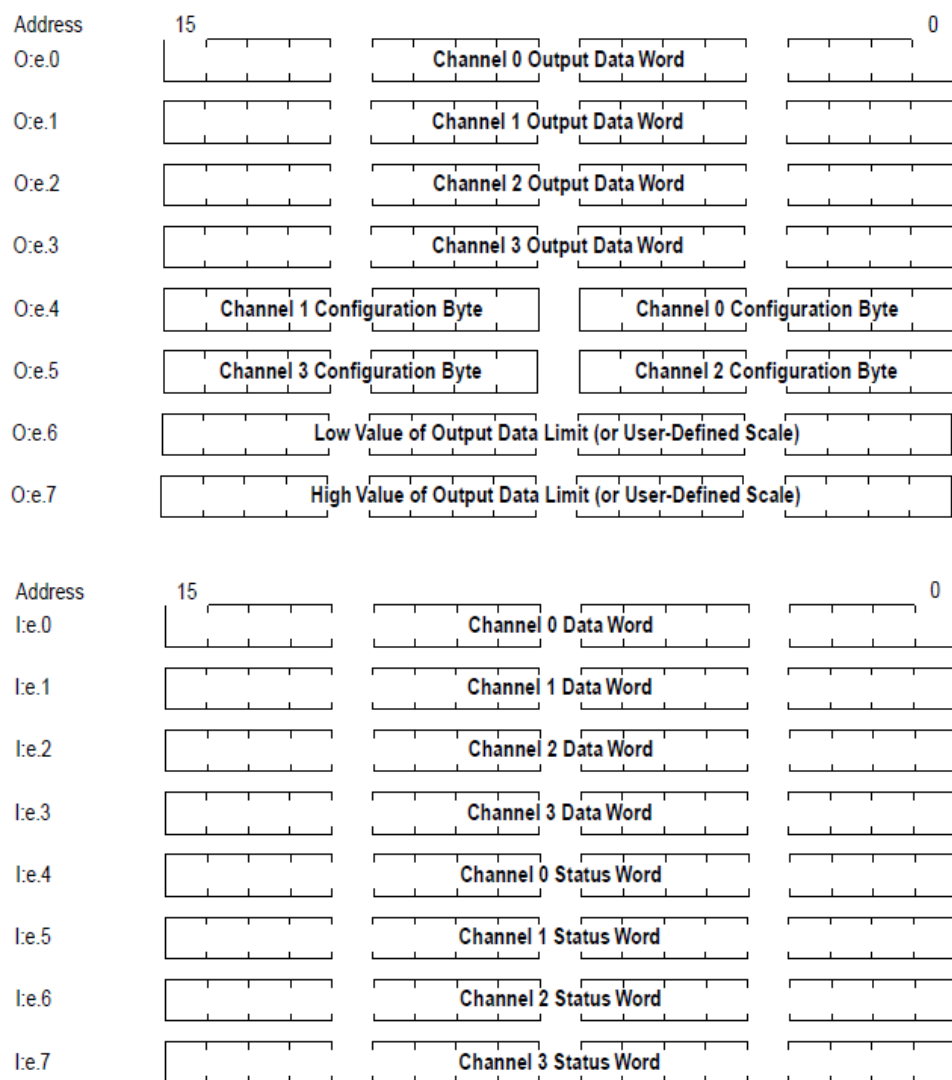 Address 15 0
O:e.0 Channel 0 Output Data Word
O:e.1 Channel 1 Output Data Word
O:e.2 Channel 2 Output Data Word
O:e.3 Channel 3 Output Data Word
O:e.4 Channel 1 Configuration Byte Channel 0 Configuration Byte
O:e.5 Channel 3 Configuration Byte Channel 2 Configuration Byte
O:e.6 Low Value of Output Data Limit (or User-Defined Scale)
O:e.7 High Value of Output Data Limit (or User-Defined Scale)
Address 15 0
I:e.0 Channel 0 Data Word
I:e.1 Channel 1 Data Word
I:e.2 Channel 2 Data Word
I:e.3 Channel 3 Data Word
I:e.4 Channel 0 Status Word
I:e.5 Channel 1 Status Word
I:e.6 Channel 2 Status Word
I:e.7 Channel 3 Status Word